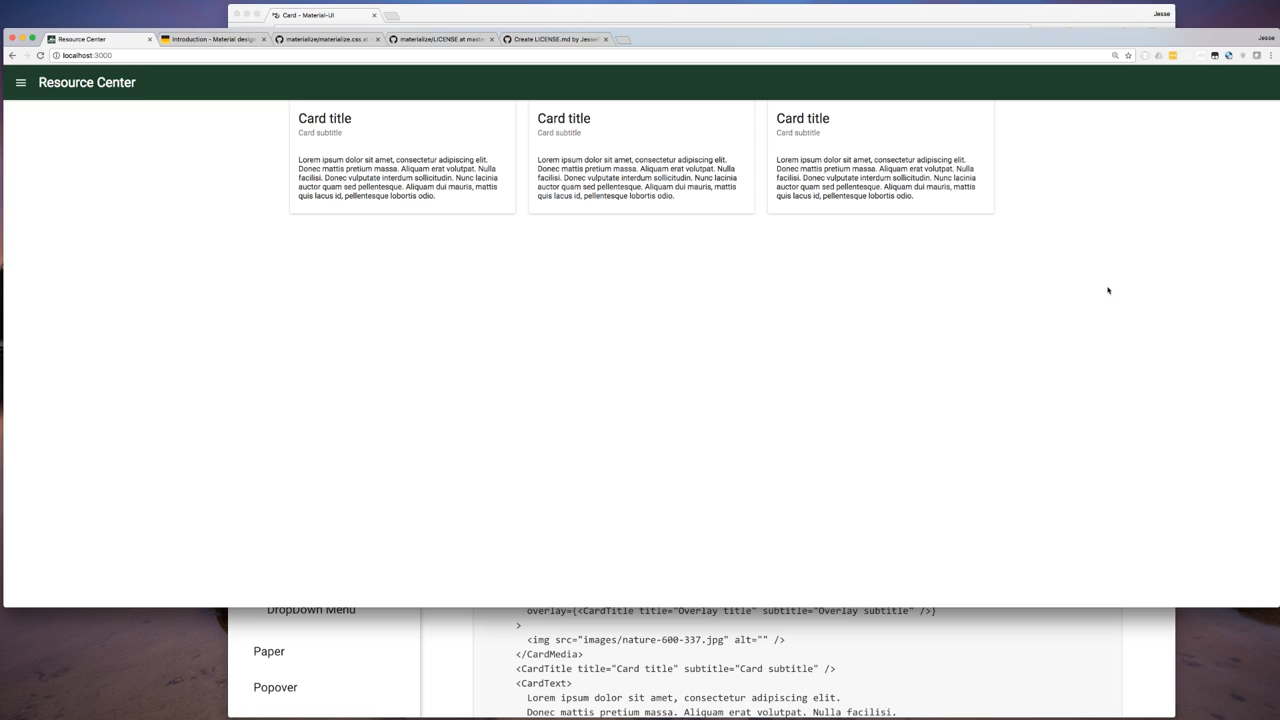 Card - Material-UI
Jesse
Resource Center
Introduction - Material desig
materialize/materialize.css at
materialize/LICENSE at maste
Create LICENSE.md by Jessel
Jesse
localhost:3000
Resource Center
Card title
Card subtitle
Lorem ipsum dolor sit amet, consectetur adipiscing elit.
Donec mattis pretium massa. Aliquam erat volutpat. Nulla
facilisi. Donec vulputate interdum sollicitudin. Nunc lacinia
auctor quam sed pellentesque. Aliquam dui mauris, mattis
quis lacus id, pellentesque lobortis odio.
Card title
Card subtitle
Lorem ipsum dolor sit amet, consectetur adipiscing elit.
Donec mattis pretium massa. Aliquam erat volutpat. Nulla
facilisi. Donec vulputate interdum sollicitudin. Nunc lacinia
auctor quam sed pellentesque. Aliquam dui mauris, mattis
quis lacus id, pellentesque lobortis odio.
Card title
Card subtitle
Lorem ipsum dolor sit amet, consectetur adipiscing elit.
Donec mattis pretium massa. Aliquam erat volutpat. Nulla
facilisi. Donec vulputate interdum sollicitudin. Nunc lacinia
auctor quam sed pellentesque. Aliquam dui mauris, mattis
quis lacus id, pellentesque lobortis odio.
DropDown Menu
Paper
Popover
overlay={<CardTitle title="Overlay title" subtitle="Overlay subtitle" />}
>
<img src="images/nature-600-337.jpg" alt="" />
</CardMedia>
<CardTitle title="Card title" subtitle="Card subtitle" />
<CardText>
Lorem ipsum dolor sit amet, consectetur adipiscing elit.
Donec mattis pretium massa. Aliquam erat volutpat. Nulla facilisi.